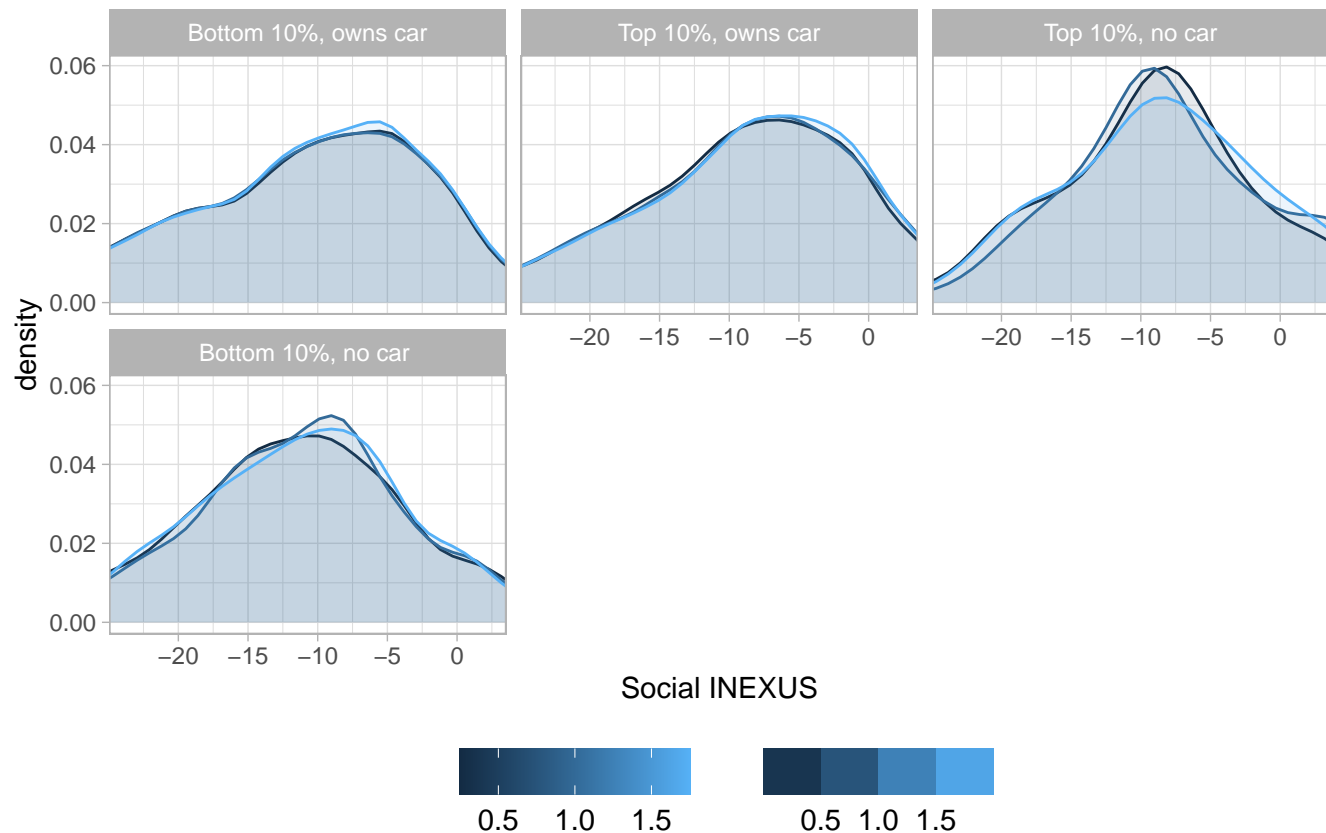 Bottom 10%, owns car
Top 10%, owns car
Top 10%, no car
0.06
0.04
0.02
0.00
−20 −15 −10 −5 0
−20 −15 −10 −5 0
Bottom 10%, no car
0.06
0.04
0.02
0.00
−20 −15 −10 −5 0
density
Social INEXUS
0.5 1.0 1.5
0.5 1.0 1.5